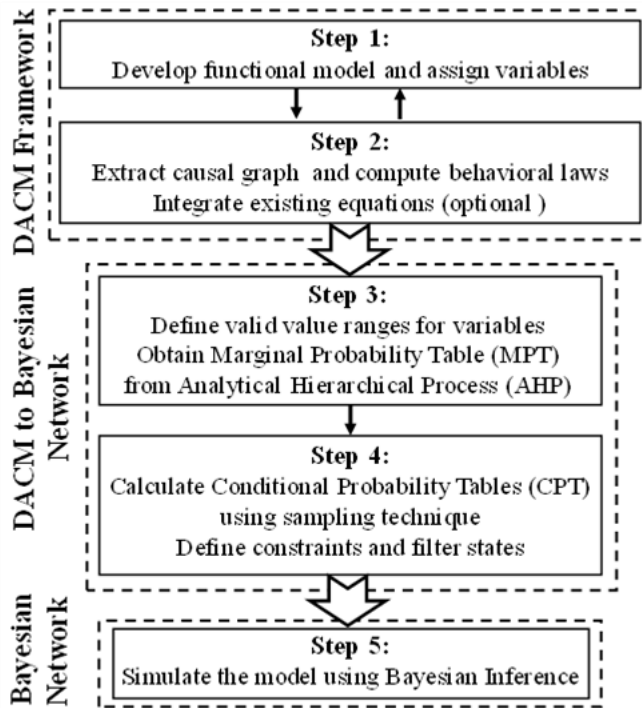 DACM Framework
Step 1:
Develop functional model and assign variables
Step 2:
Extract causal graph and compute behavioral laws
Integrate existing equations (optional )
DACM to Bayesian
Network
Step 3:
Define valid value ranges for variables
Obtain Marginal Probability Table (MPT)
from Analytical Hierarchical Process (AHP)
Step 4:
Calculate Conditional Probability Tables (CPT)
using sampling technique
Define constraints and filter states
Bayesian
Network
Step 5:
Simulate the model using Bayesian Inference